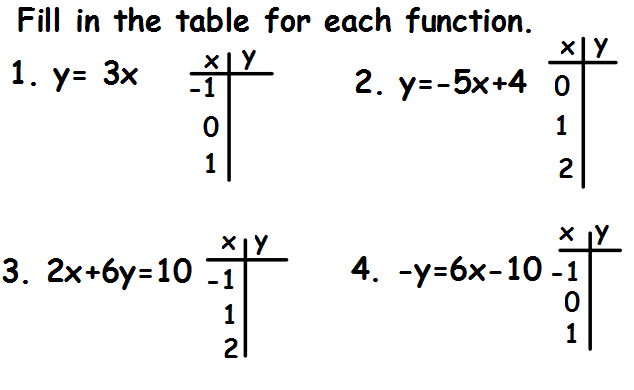 Fill in the table for each function.
1. y= 3x
x y
-1
0
1
2. y=-5x+4
x y
0
1
2
3. 2x+6y=10
x y
-1
1
2
4. -y=6x-10
x y
-1
0
1